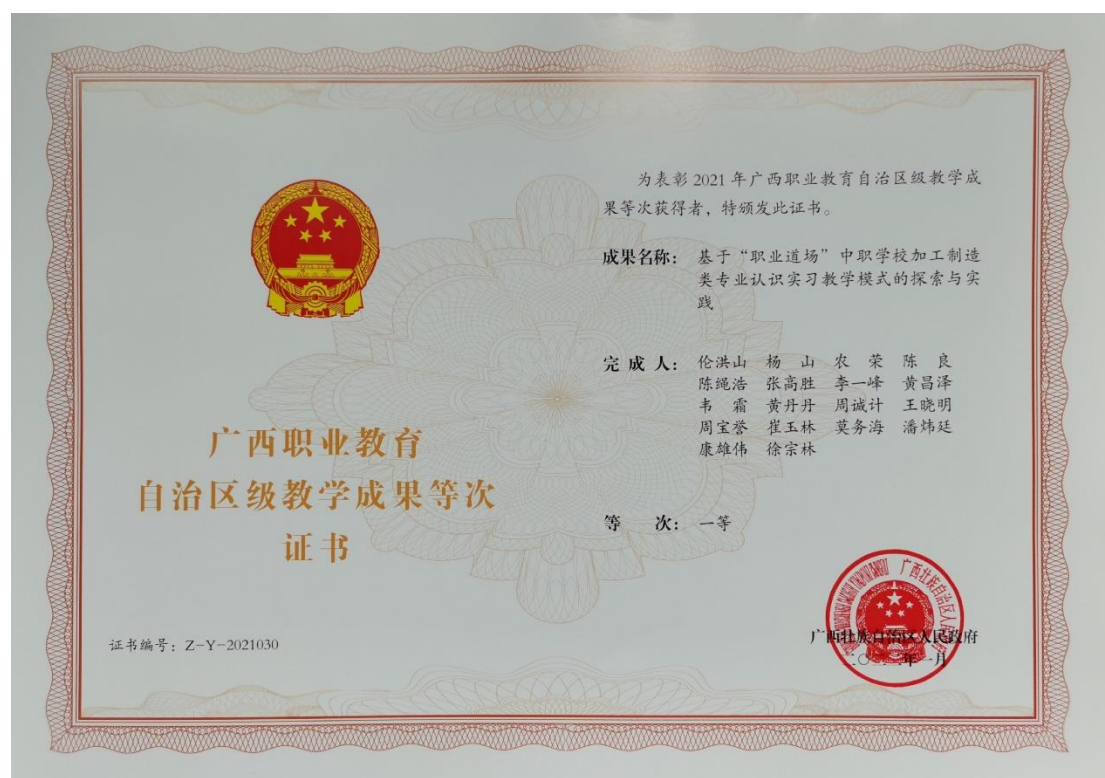 广西职业教育
自治区级教学成果等次
证书
证书编号：Z-Y-2021030
为表彰 2021 年广西职业教育自治区级教学成
果等次获得者，特颁发此证书。
成果名称： 基于“职业道场”中职学校加工制造
类专业认识实习教学模式的探索与实
践
完 成 人： 伦洪山 杨 山 农 荣 陈 良
陈绳浩 张高胜 李一峰 黄昌泽
韦 霜 黄丹丹 周诚计 王晓明
周宝誉 崔玉林 莫务海 潘炜廷
康雄伟 徐宗林
等 次： 一等
广西壮族自治区人民政府
年一月